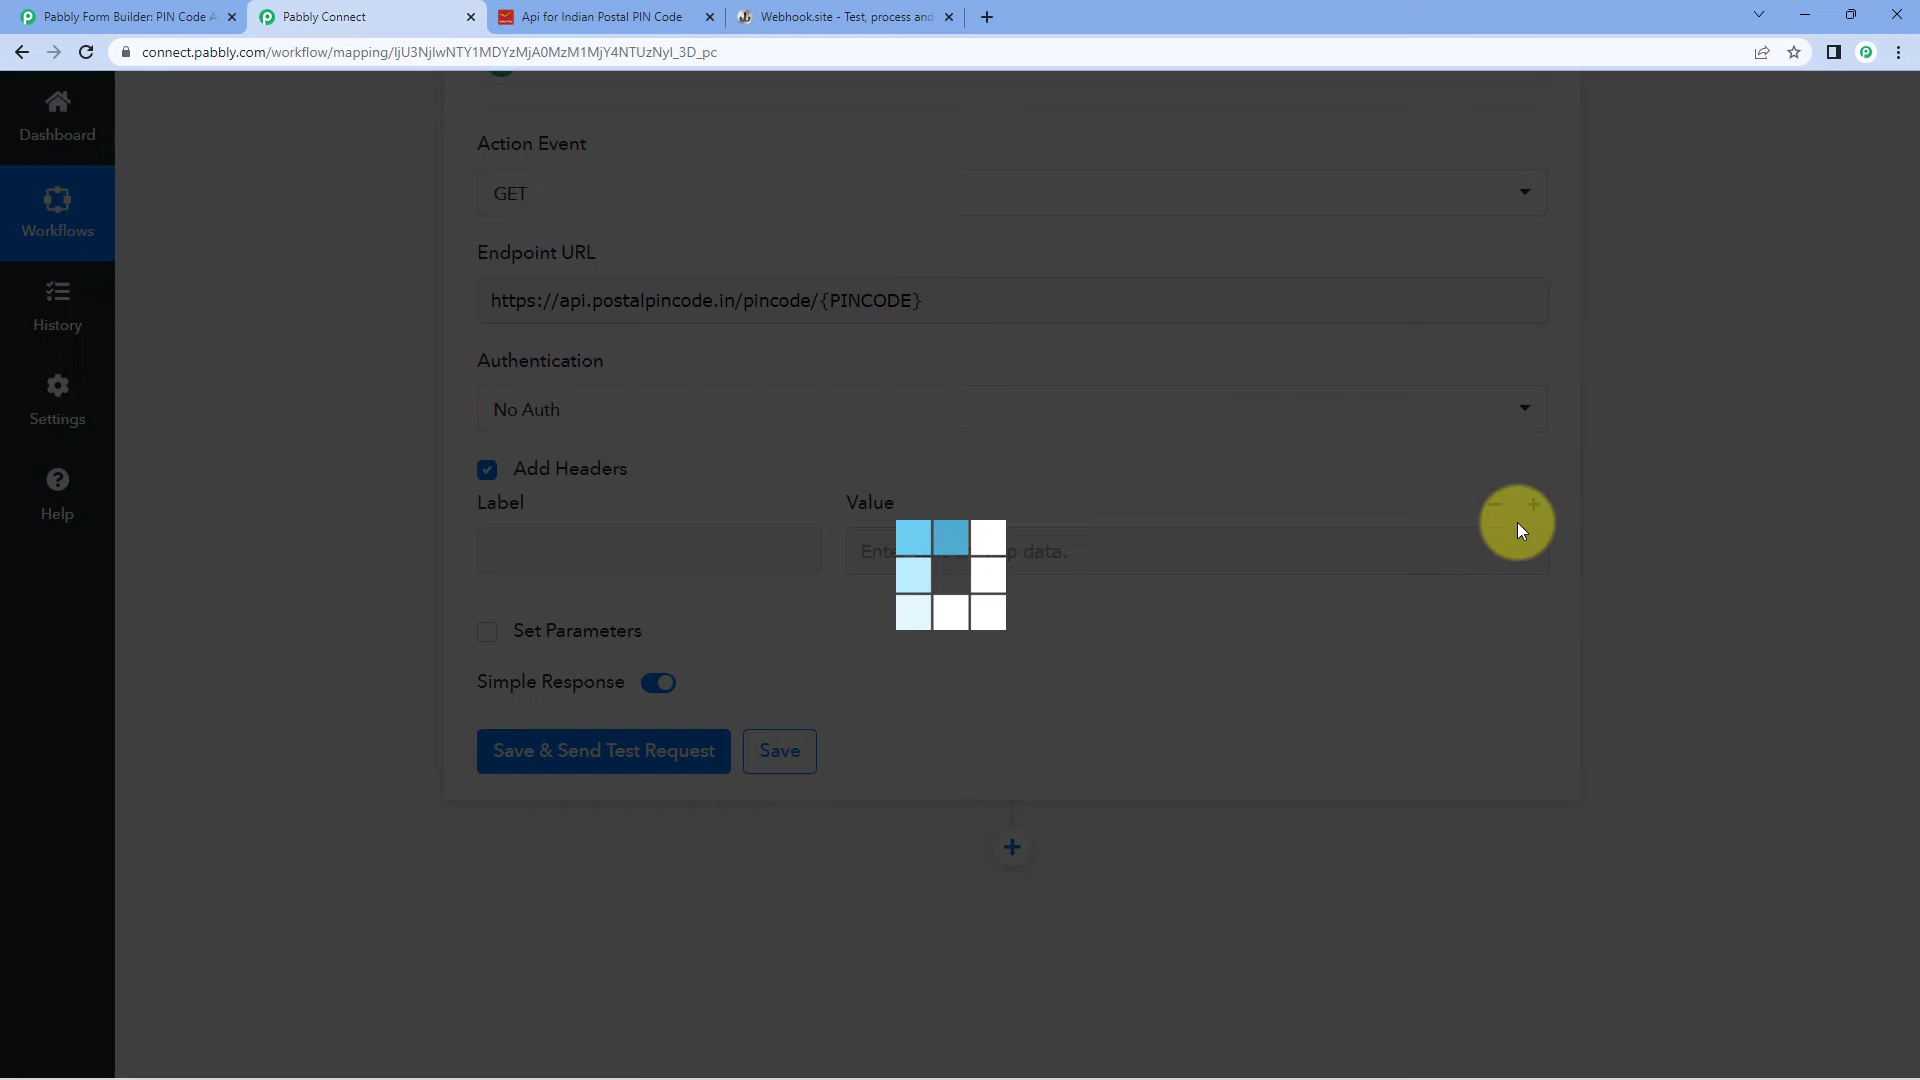 Pabbly Form Builder: PIN Code A
Pabbly Connect
Api for Indian Postal PIN Code
Webhook.site - Test, process and
connect.pabbly.com/workflow/mapping/IjU3NjIwNTY1MDYzMjA0MzM1MjY4NTUzNyI_3D_pc
Dashboard
Workflows
History
Settings
Help
Action Event
GET
Endpoint URL
https://api.postalpincode.in/pincode/{PINCODE}
Authentication
No Auth
Add Headers
Label
Value
data.
Set Parameters
Simple Response
Save & Send Test Request
Save